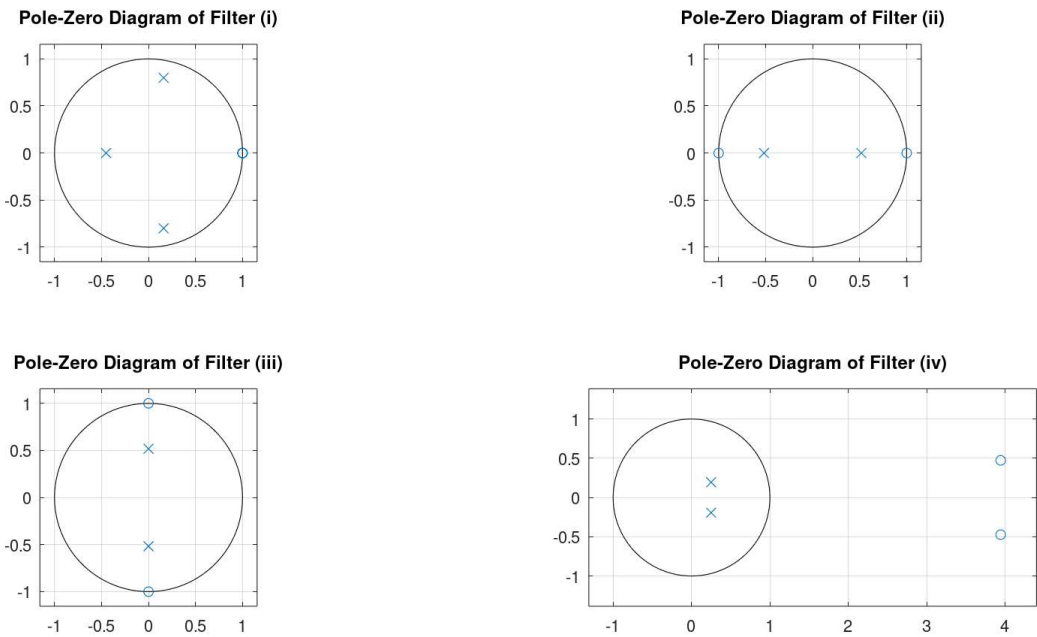 Pole-Zero Diagram of Filter (i)
1
0.5
0
-0.5
-1
-1 -0.5 0 0.5 1
Pole-Zero Diagram of Filter (ii)
1
0.5
0
-0.5
-1
-1 -0.5 0 0.5 1
Pole-Zero Diagram of Filter (iii)
1
0.5
0
-0.5
-1
-1 -0.5 0 0.5 1
Pole-Zero Diagram of Filter (iv)
1
0.5
0
-0.5
-1
-1 0 1 2 3 4